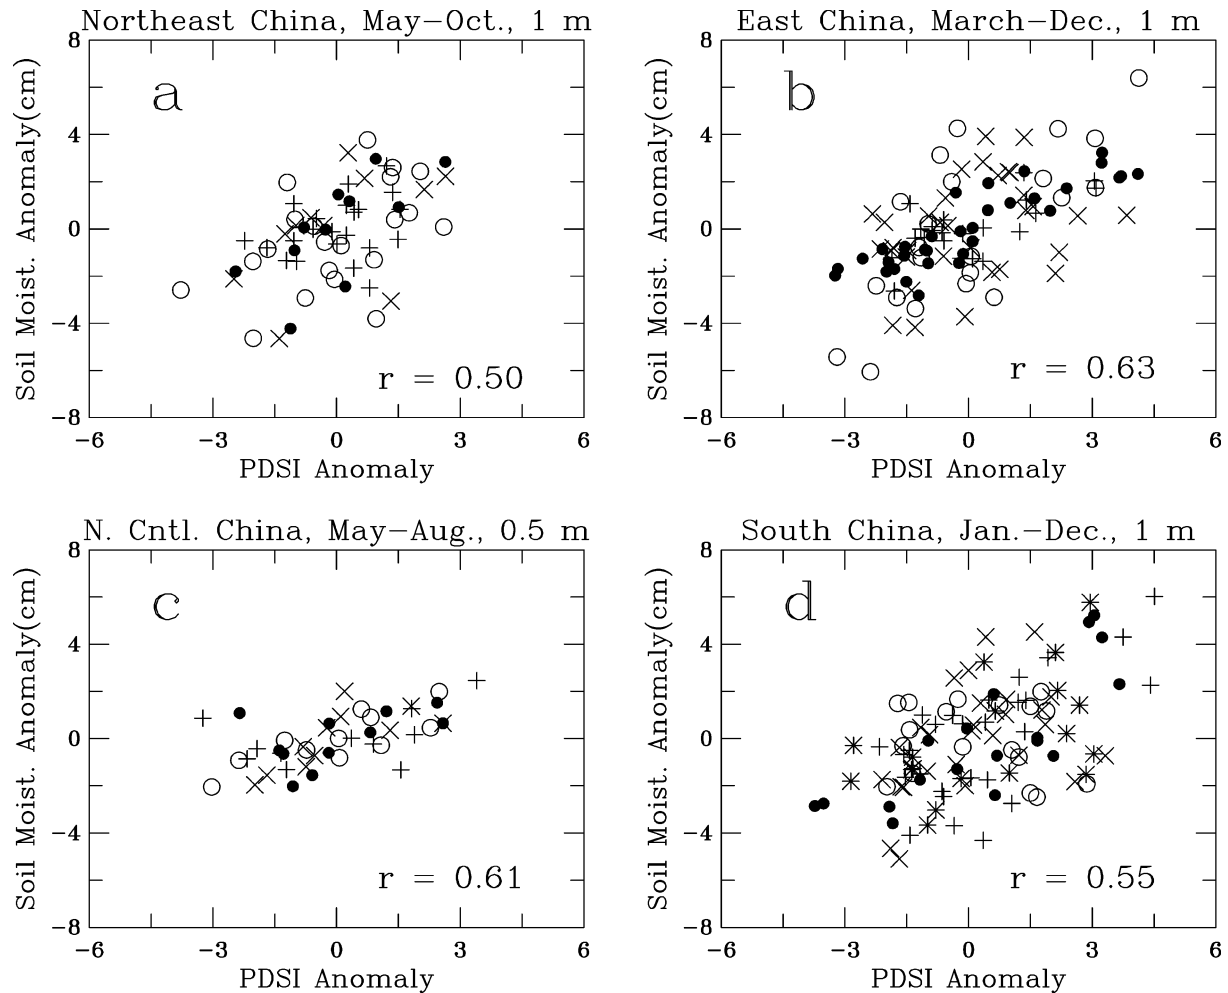 Northeast China, May-Oct., 1 m
8
4
0
-4
-8
Soil Moist. Anomaly(cm)
a
r = 0.50
-6 -3 0 3 6
PDSI Anomaly
East China, March-Dec., 1 m
8
4
0
-4
-8
Soil Moist. Anomaly(cm)
b
r = 0.63
-6 -3 0 3 6
PDSI Anomaly
N. Cntl. China, May-Aug., 0.5 m
8
4
0
-4
-8
Soil Moist. Anomaly(cm)
c
r = 0.61
-6 -3 0 3 6
PDSI Anomaly
South China, Jan.-Dec., 1 m
8
4
0
-4
-8
Soil Moist. Anomaly(cm)
d
r = 0.55
-6 -3 0 3 6
PDSI Anomaly